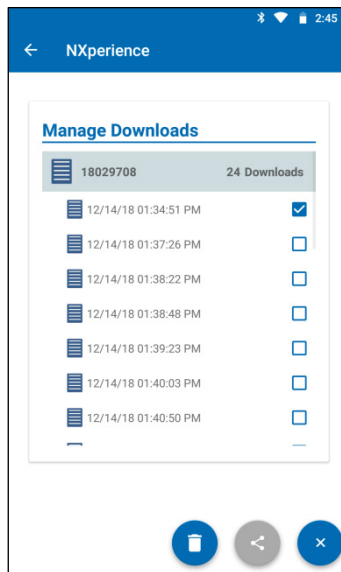 2:45
NXperience
Manage Downloads
18029708 24 Downloads
12/14/18 01:34:51 PM
12/14/18 01:37:26 PM
12/14/18 01:38:22 PM
12/14/18 01:38:48 PM
12/14/18 01:39:23 PM
12/14/18 01:40:03 PM
12/14/18 01:40:50 PM